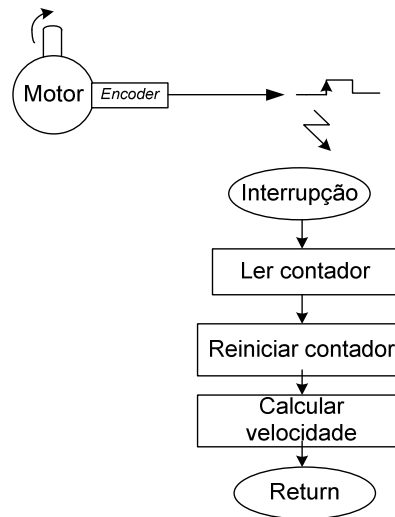 Motor
Encoder
Interrupção
Ler contador
Reiniciar contador
Calcular
velocidade
Return